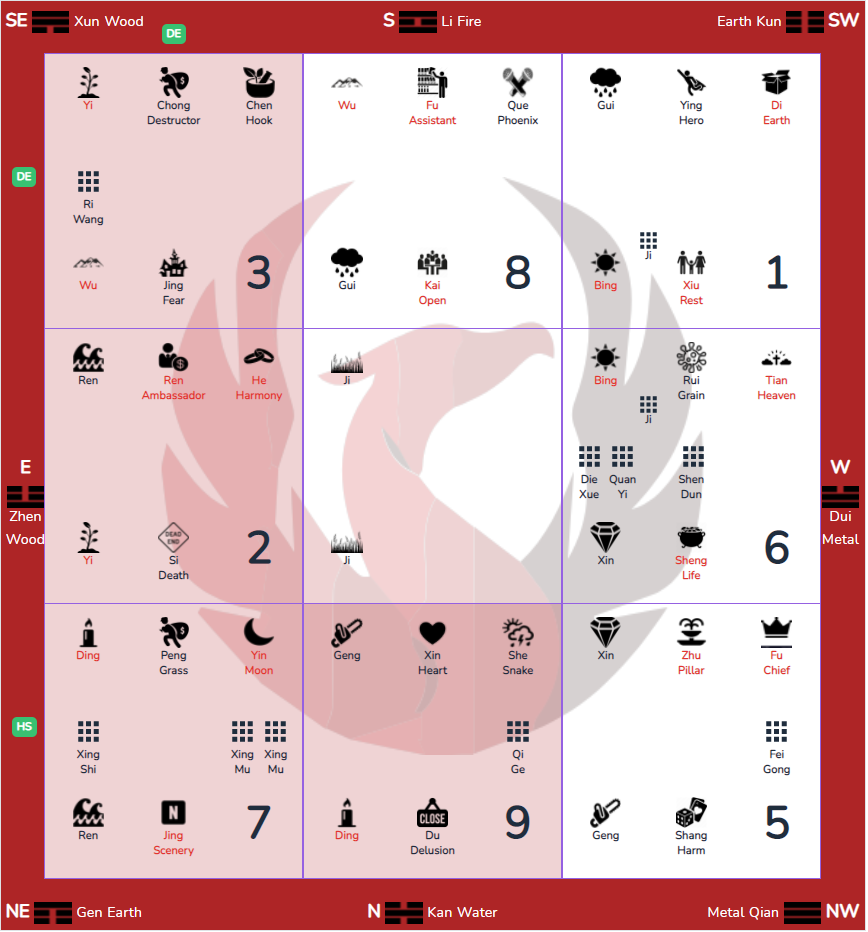 SE Xun Wood S Li Fire Earth Kun SW
DE
Yi Chong Destructor Chen Hook
DE
Ri Wang
Wu Jing Fear 3
Wu Fu Assistant Que Phoenix
Gui Kai Open 8
Gui Ying Hero Di Earth
Ji
Bing Xiu Rest 1
E
Zhen
Wood
Ren Ren Ambassador He Harmony
Yi DEAD END Si Death 2
Ji
Ji
Bing Rui Grain Tian Heaven
Ji
Die Xue Quan Yi Shen Dun
Xin Sheng Life 6
W
Dui
Metal
HS
Ding Peng Grass Yin Moon
Xing Shi Xing Mu Xing Mu
Ren N Jing Scenery 7
Geng Xin Heart She Snake
Qi Ge
Ding CLOSE Du Delusion 9
Xin Zhu Pillar Fu Chief
Fei Gong
Geng Shang Harm 5
NE Gen Earth N Kan Water Metal Qian NW